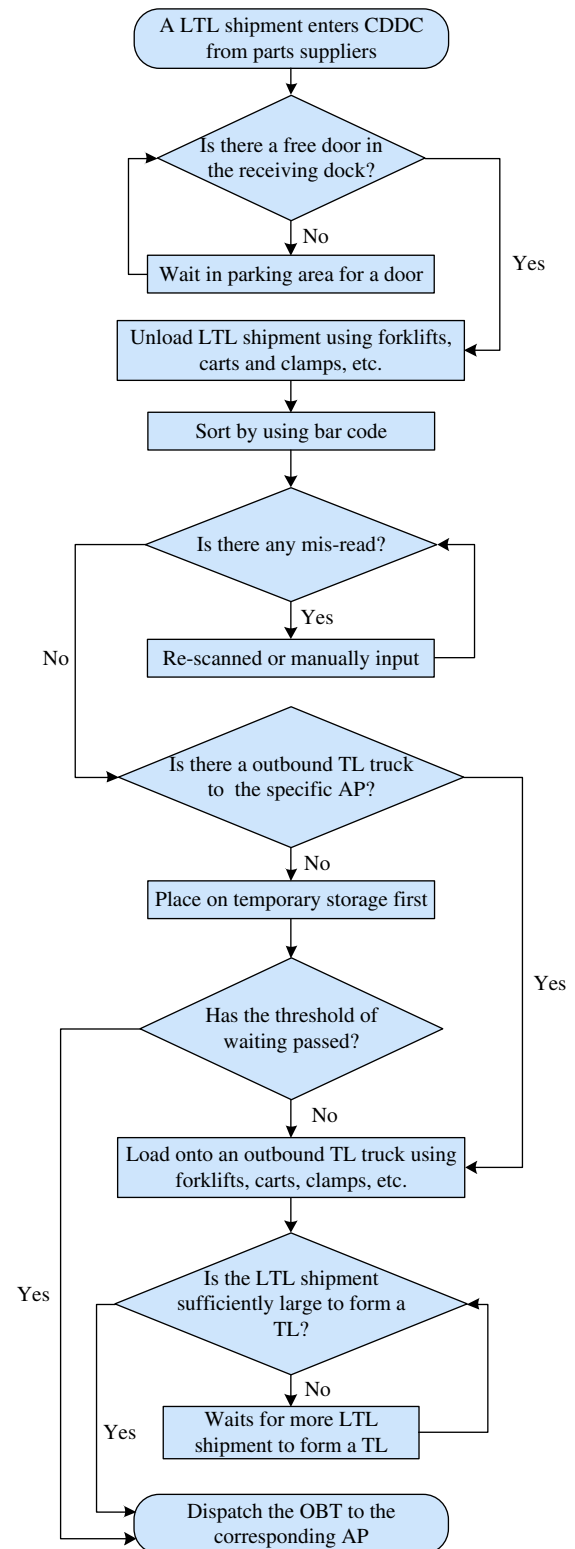 A LTL shipment enters CDDC
from parts suppliers
Is there a free door in
the receiving dock?
No
Yes
Wait in parking area for a door
Unload LTL shipment using forklifts,
carts and clamps, etc.
Sort by using bar code
Is there any mis-read?
Yes
No
Re-scanned or manually input
Is there a outbound TL truck
to the specific AP?
No
Place on temporary storage first
Yes
Has the threshold of
waiting passed?
No
Load onto an outbound TL truck using
forklifts, carts, clamps, etc.
Yes
Is the LTL shipment
sufficiently large to form a
TL?
No
Yes
Waits for more LTL
shipment to form a TL
Dispatch the OBT to the
corresponding AP